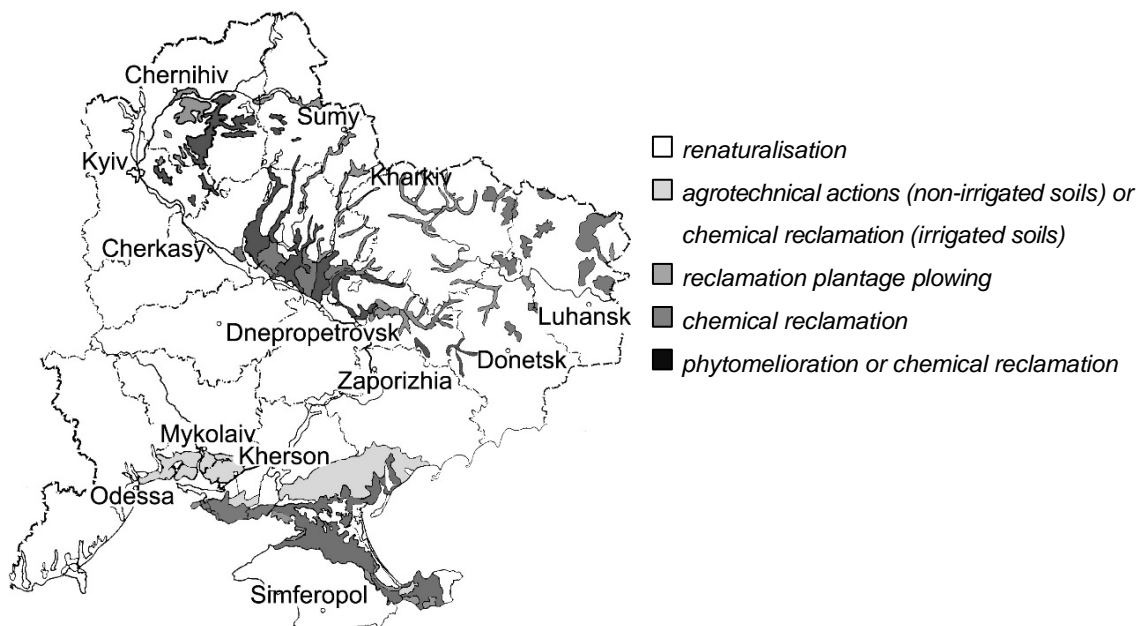 Chernihiv
Sumy
Kyiv
Kharkiv
Cherkasy
Luhansk
Dnepropetrovsk
Donetsk
Zaporizhia
Mykolaiv
Kherson
Odessa
Simferopol
renaturalisation
agrotechnical actions (non-irrigated soils) or
chemical reclamation (irrigated soils)
reclamation plantage plowing
chemical reclamation
phytomelioration or chemical reclamation